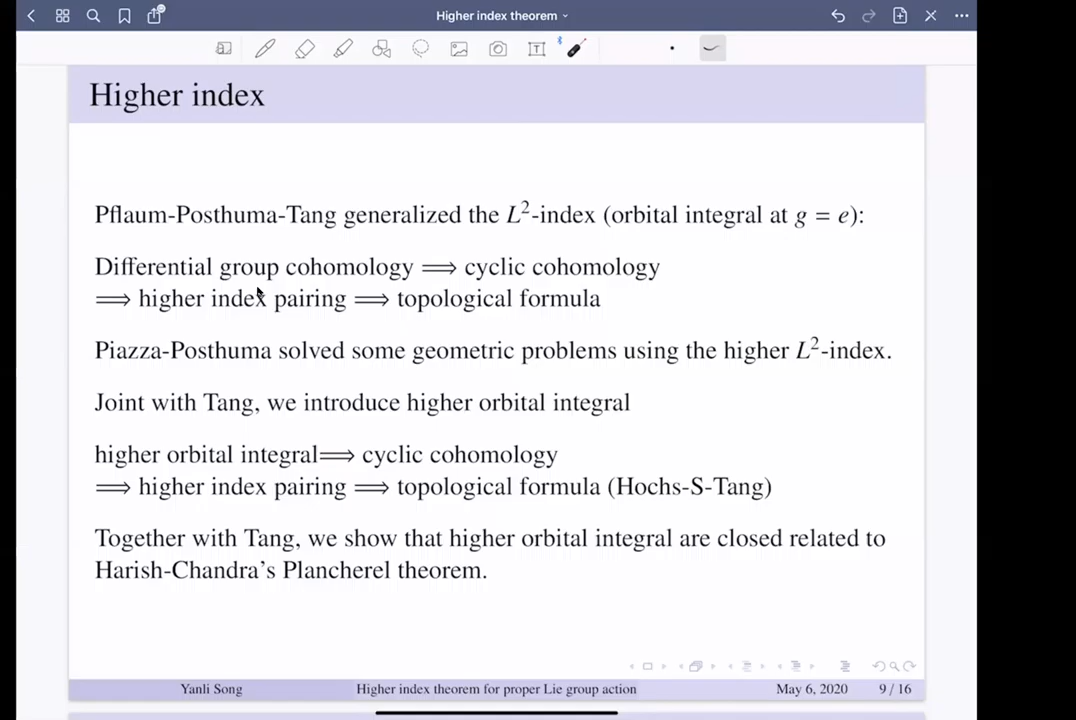 Higher index theorem
Higher index
Pflaum-Posthuma-Tang generalized the L²-index (orbital integral at g = e):
Differential group cohomology ⟹ cyclic cohomology
⟹ higher index pairing ⟹ topological formula
Piazza-Posthuma solved some geometric problems using the higher L²-index.
Joint with Tang, we introduce higher orbital integral
higher orbital integral⟹ cyclic cohomology
⟹ higher index pairing ⟹ topological formula (Hochs-S-Tang)
Together with Tang, we show that higher orbital integral are closed related to
Harish-Chandra's Plancherel theorem.
Yanli Song Higher index theorem for proper Lie group action May 6, 2020 9 / 16